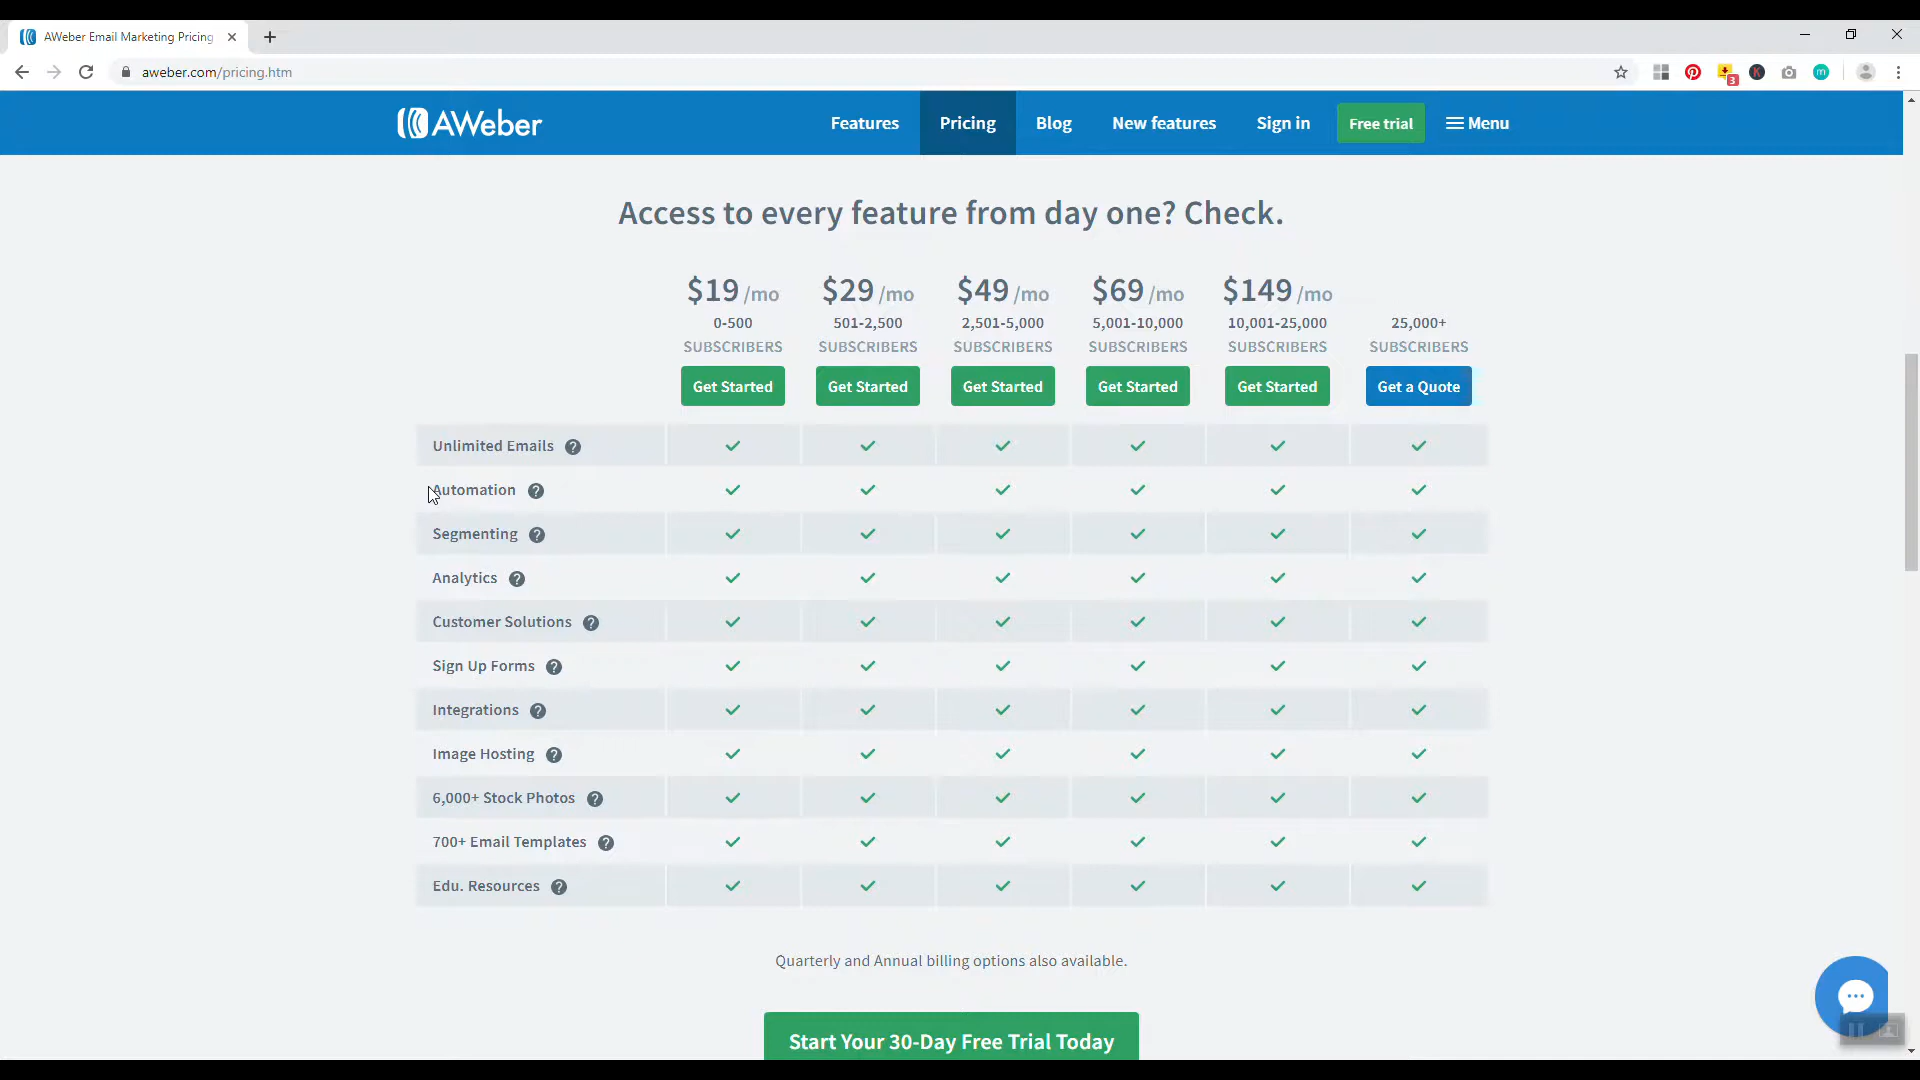 AWeber Email Marketing Pricing
aweber.com/pricing.htm
3
K
m
AWeber
Features
Pricing
Blog
New features
Sign in
Free trial
Menu
Access to every feature from day one? Check.
$19 /mo
$29 /mo
$49 /mo
$69 /mo
$149 /mo
0-500
501-2,500
2,501-5,000
5,001-10,000
10,001-25,000
25,000+
SUBSCRIBERS
SUBSCRIBERS
SUBSCRIBERS
SUBSCRIBERS
SUBSCRIBERS
SUBSCRIBERS
Get Started
Get Started
Get Started
Get Started
Get Started
Get a Quote
Unlimited Emails ?
Automation ?
Segmenting ?
Analytics ?
Customer Solutions ?
Sign Up Forms ?
Integrations ?
Image Hosting ?
6,000+ Stock Photos ?
700+ Email Templates ?
Edu. Resources ?
Quarterly and Annual billing options also available.
Start Your 30-Day Free Trial Today